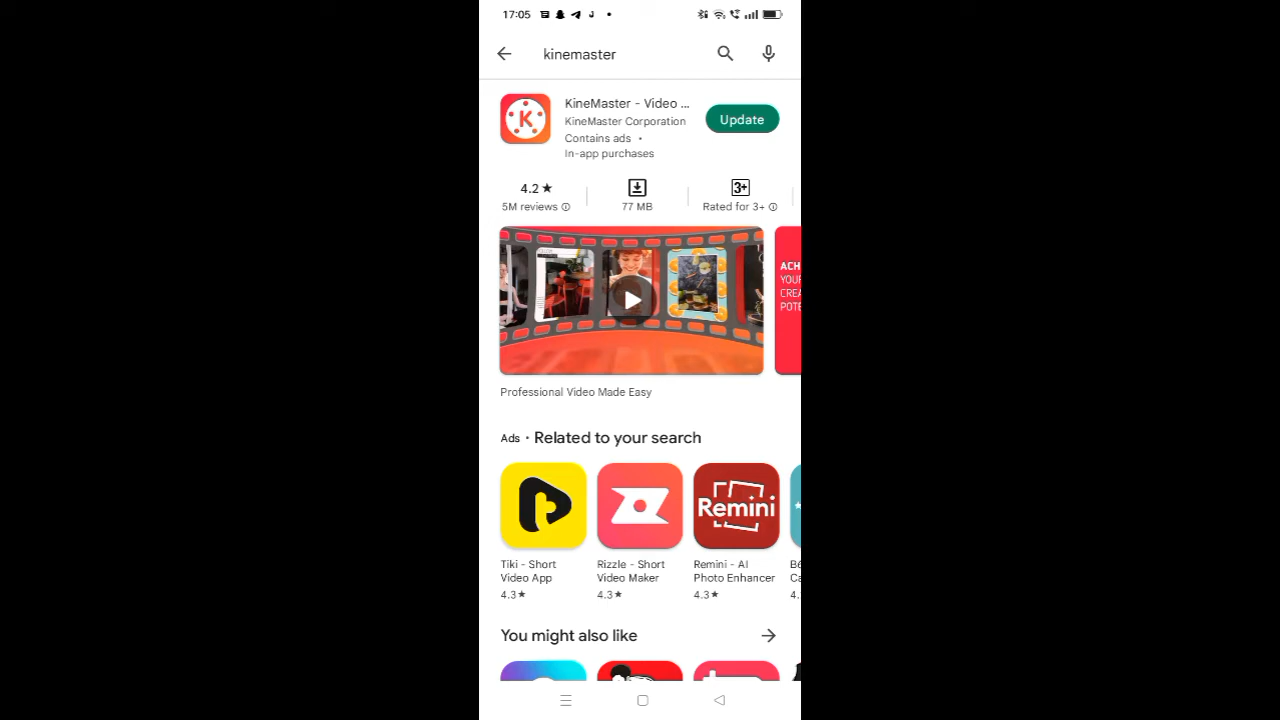 17:05
kinemaster
KineMaster - Video ...
KineMaster Corporation
Contains ads •
In-app purchases
Update
4.2★
5M reviews
77 MB
3+
Rated for 3+
K
ACH
YOUR
CREA
POTE
Professional Video Made Easy
Ads • Related to your search
Remini
Tiki - Short
Video App
4.3★
Rizzle - Short
Video Maker
4.3★
Remini - AI
Photo Enhancer
4.3★
Ca
4.
You might also like